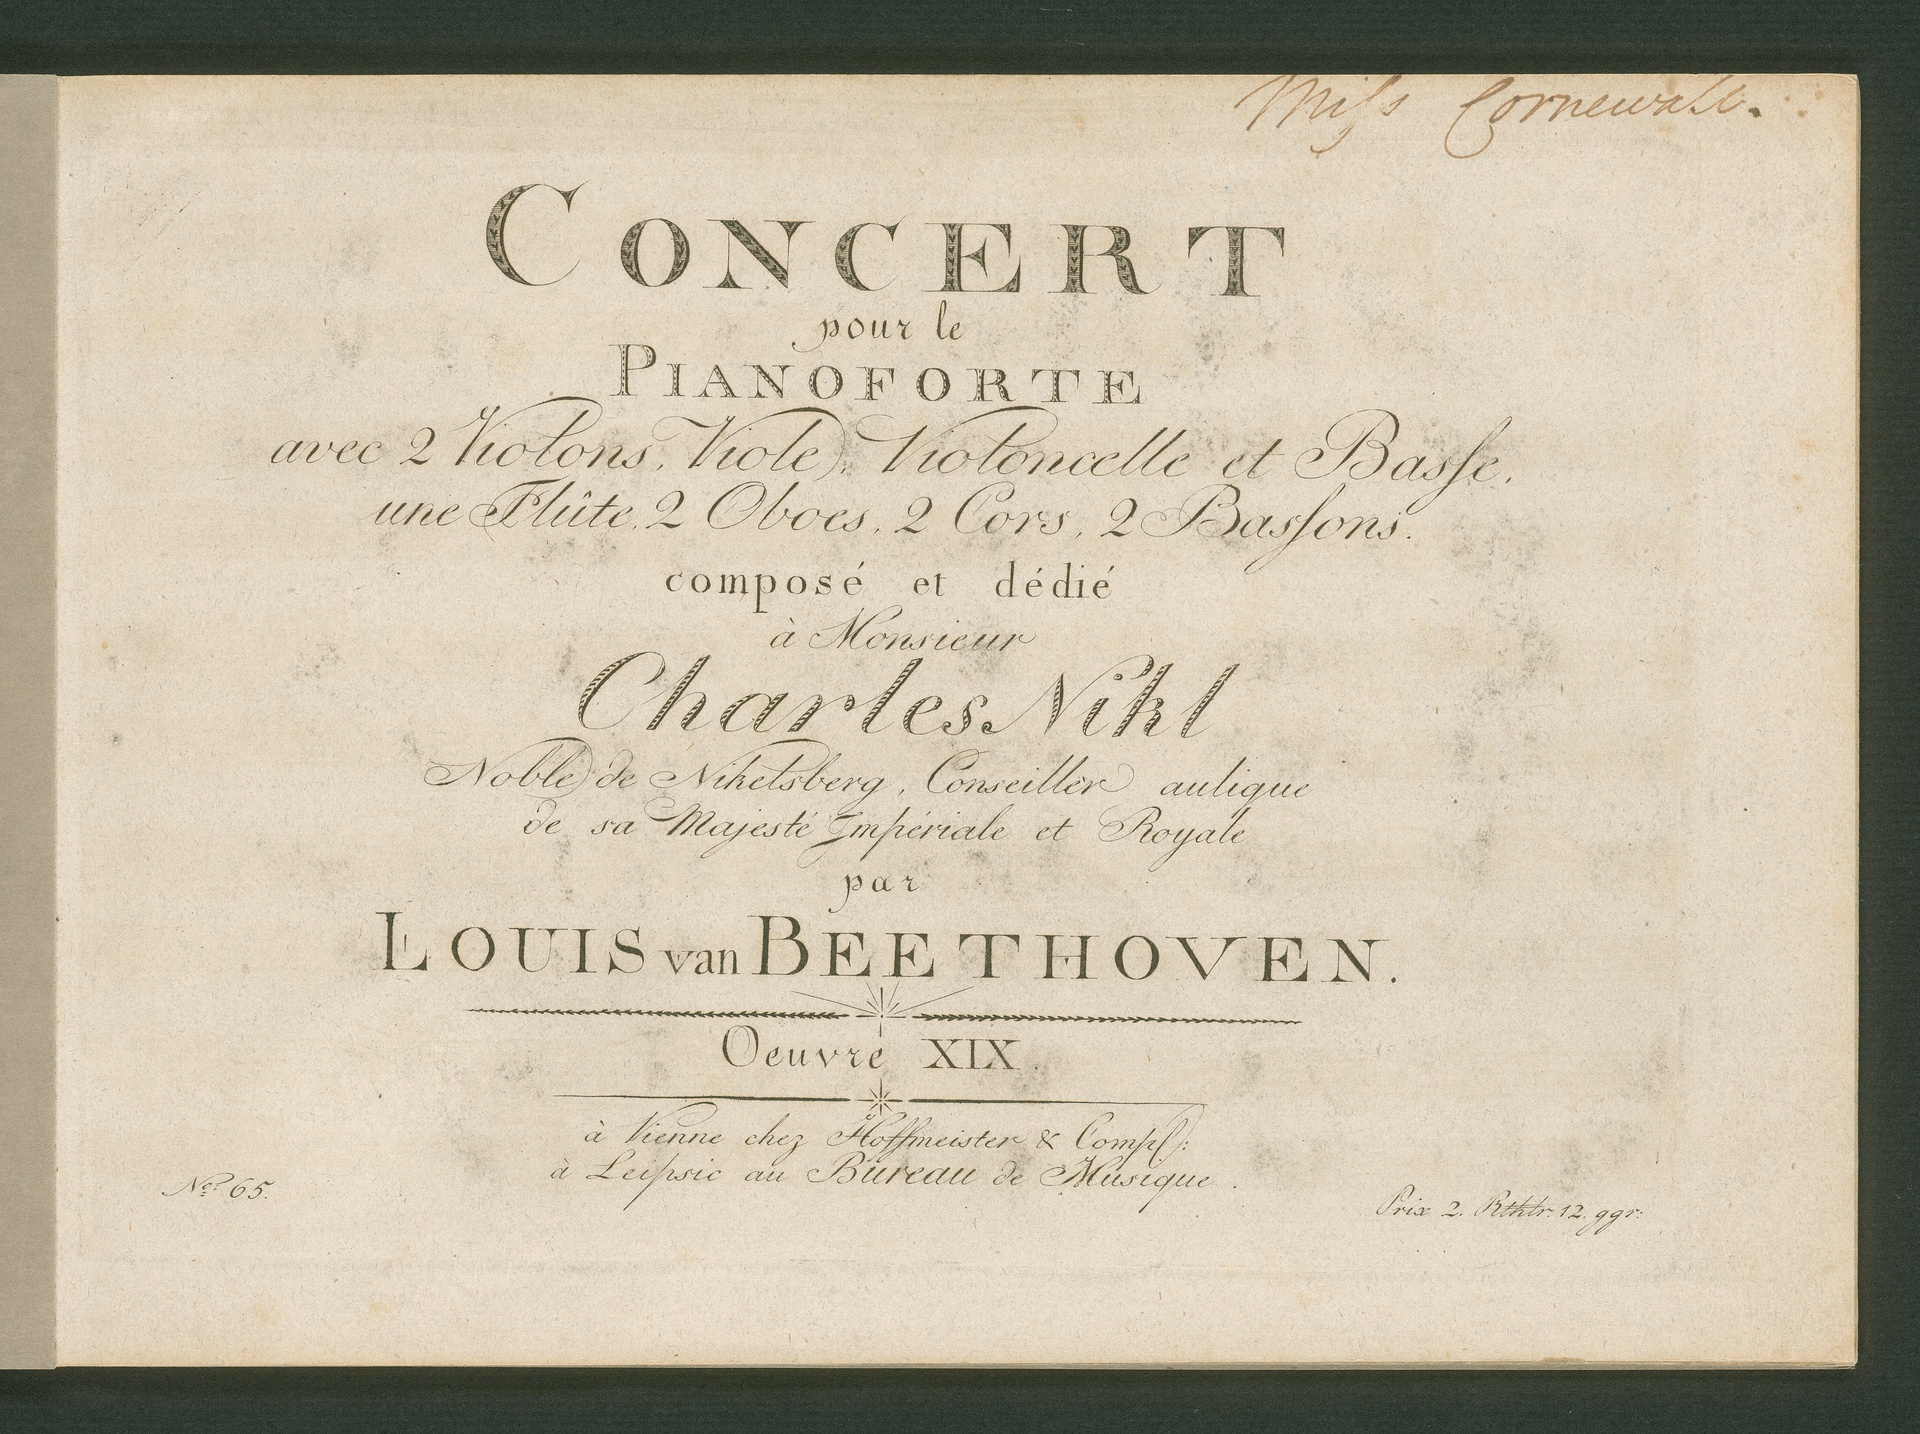 Miſs Cornewall.
CONCERT
pour le
PIANOFORTE
avec 2 Violons, Viole, Violoncelle et Basſe,
une Flûte, 2 Oboes, 2 Cors, 2 Basſons.
composé et dédié
à Monsieur
Charles Nikl
Noble de Nikelsberg, Conseiller aulique
de sa Majesté Impériale et Royale
par
LOUIS van BEETHOVEN.
Oeuvre XIX.
à Vienne chez Hoffmeister & Comp:
à Leipsic au Bureau de Musique.
No. 65.
Prix 2. Rthlr. 12. ggr: